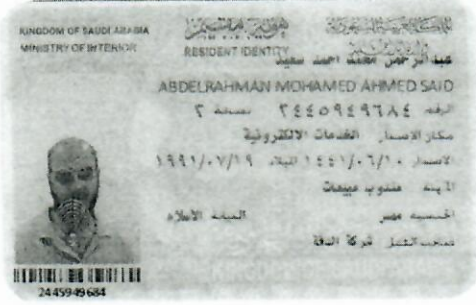 KINGDOM OF SAUDI ARABIA
MINISTRY OF INTERIOR
هوية مقيم
RESIDENT IDENTITY
المملكة العربية السعودية
وزارة الداخلية
عبدالرحمن محمد احمد سعيد
ABDELRAHMAN MOHAMED AHMED SAID
الرقم ٢٤٤٥٩٤٩٦٨٤ نسخة ٢
مكان الاصدار الخدمات الالكترونية
الاصدار ١٤٤١/٠٦/١٠ الميلاد ١٩٩١/٠٧/١٩
المهنة مندوب مبيعات
الجنسية مصر الديانة الاسلام
صاحب العمل شركة
2445949684